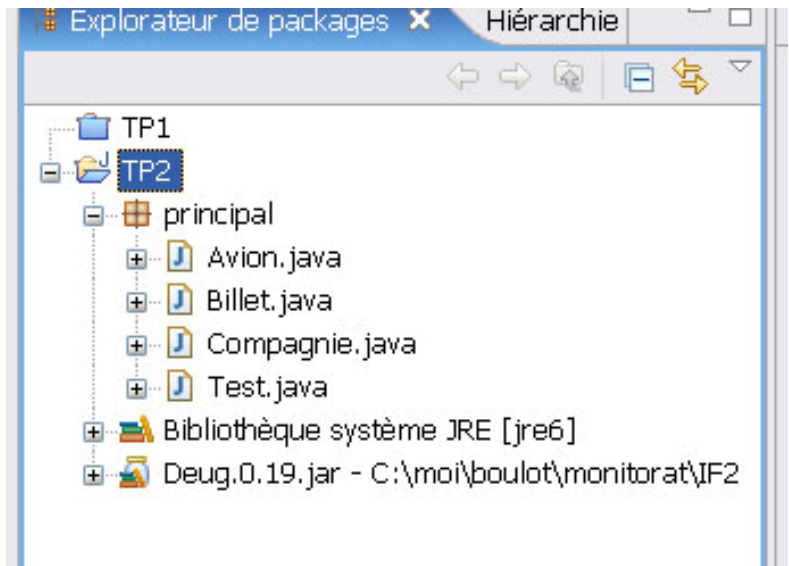 Explorateur de packages Hiérarchie
TP1
TP2
principal
Avion.java
Billet.java
Compagnie.java
Test.java
Bibliothèque système JRE [jre6]
Deug.0.19.jar - C:\moi\boulot\monitorat\IF2